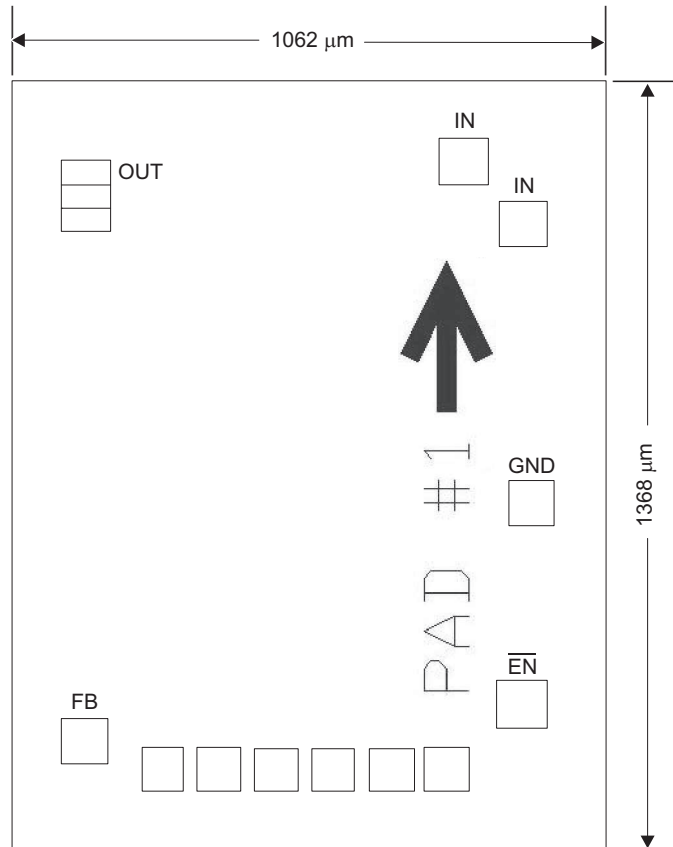 1062 μm
IN
OUT
IN
GND
PAD #1
1368 μm
EN
FB